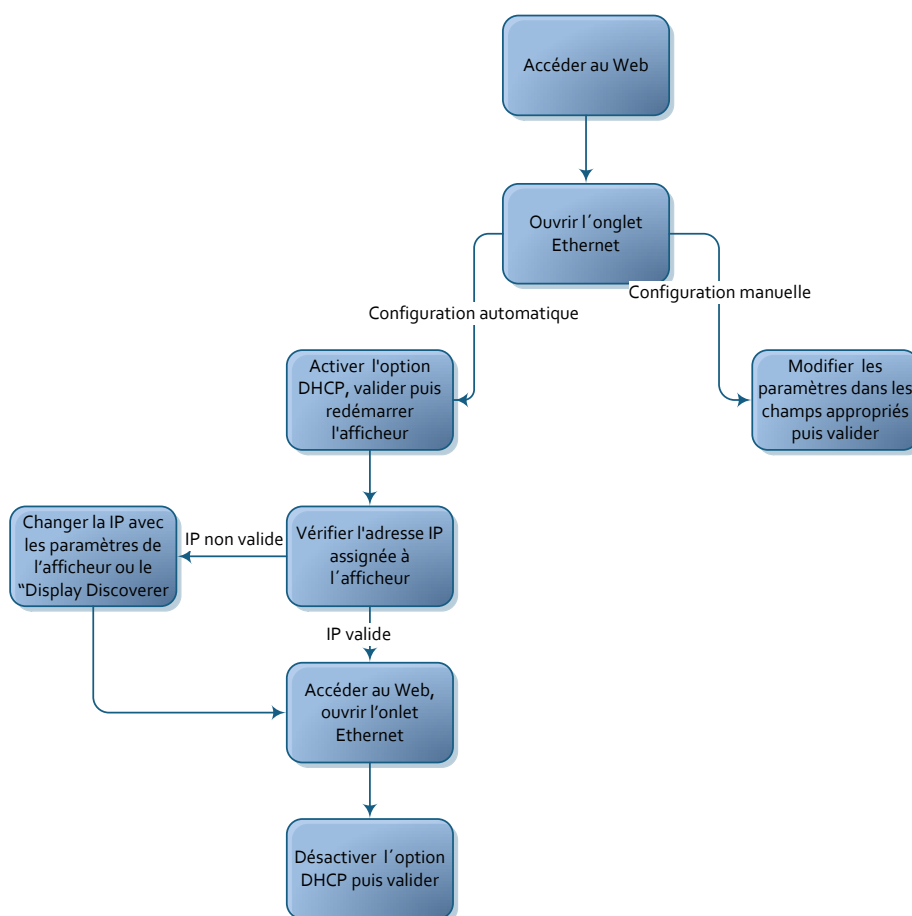 Accéder au Web
Ouvrir l´onglet
Ethernet
Configuration manuelle
Configuration automatique
Activer l'option
DHCP, valider puis
redémarrer
l'afficheur
Modifier les
paramètres dans les
champs appropriés
puis valider
Changer la IP avec
les paramètres de
l’afficheur ou le
“Display Discoverer
IP non valide
Vérifier l'adresse IP
assignée à
l´afficheur
IP valide
Accéder au Web,
ouvrir l’onlet
Ethernet
Désactiver l´option
DHCP puis valider